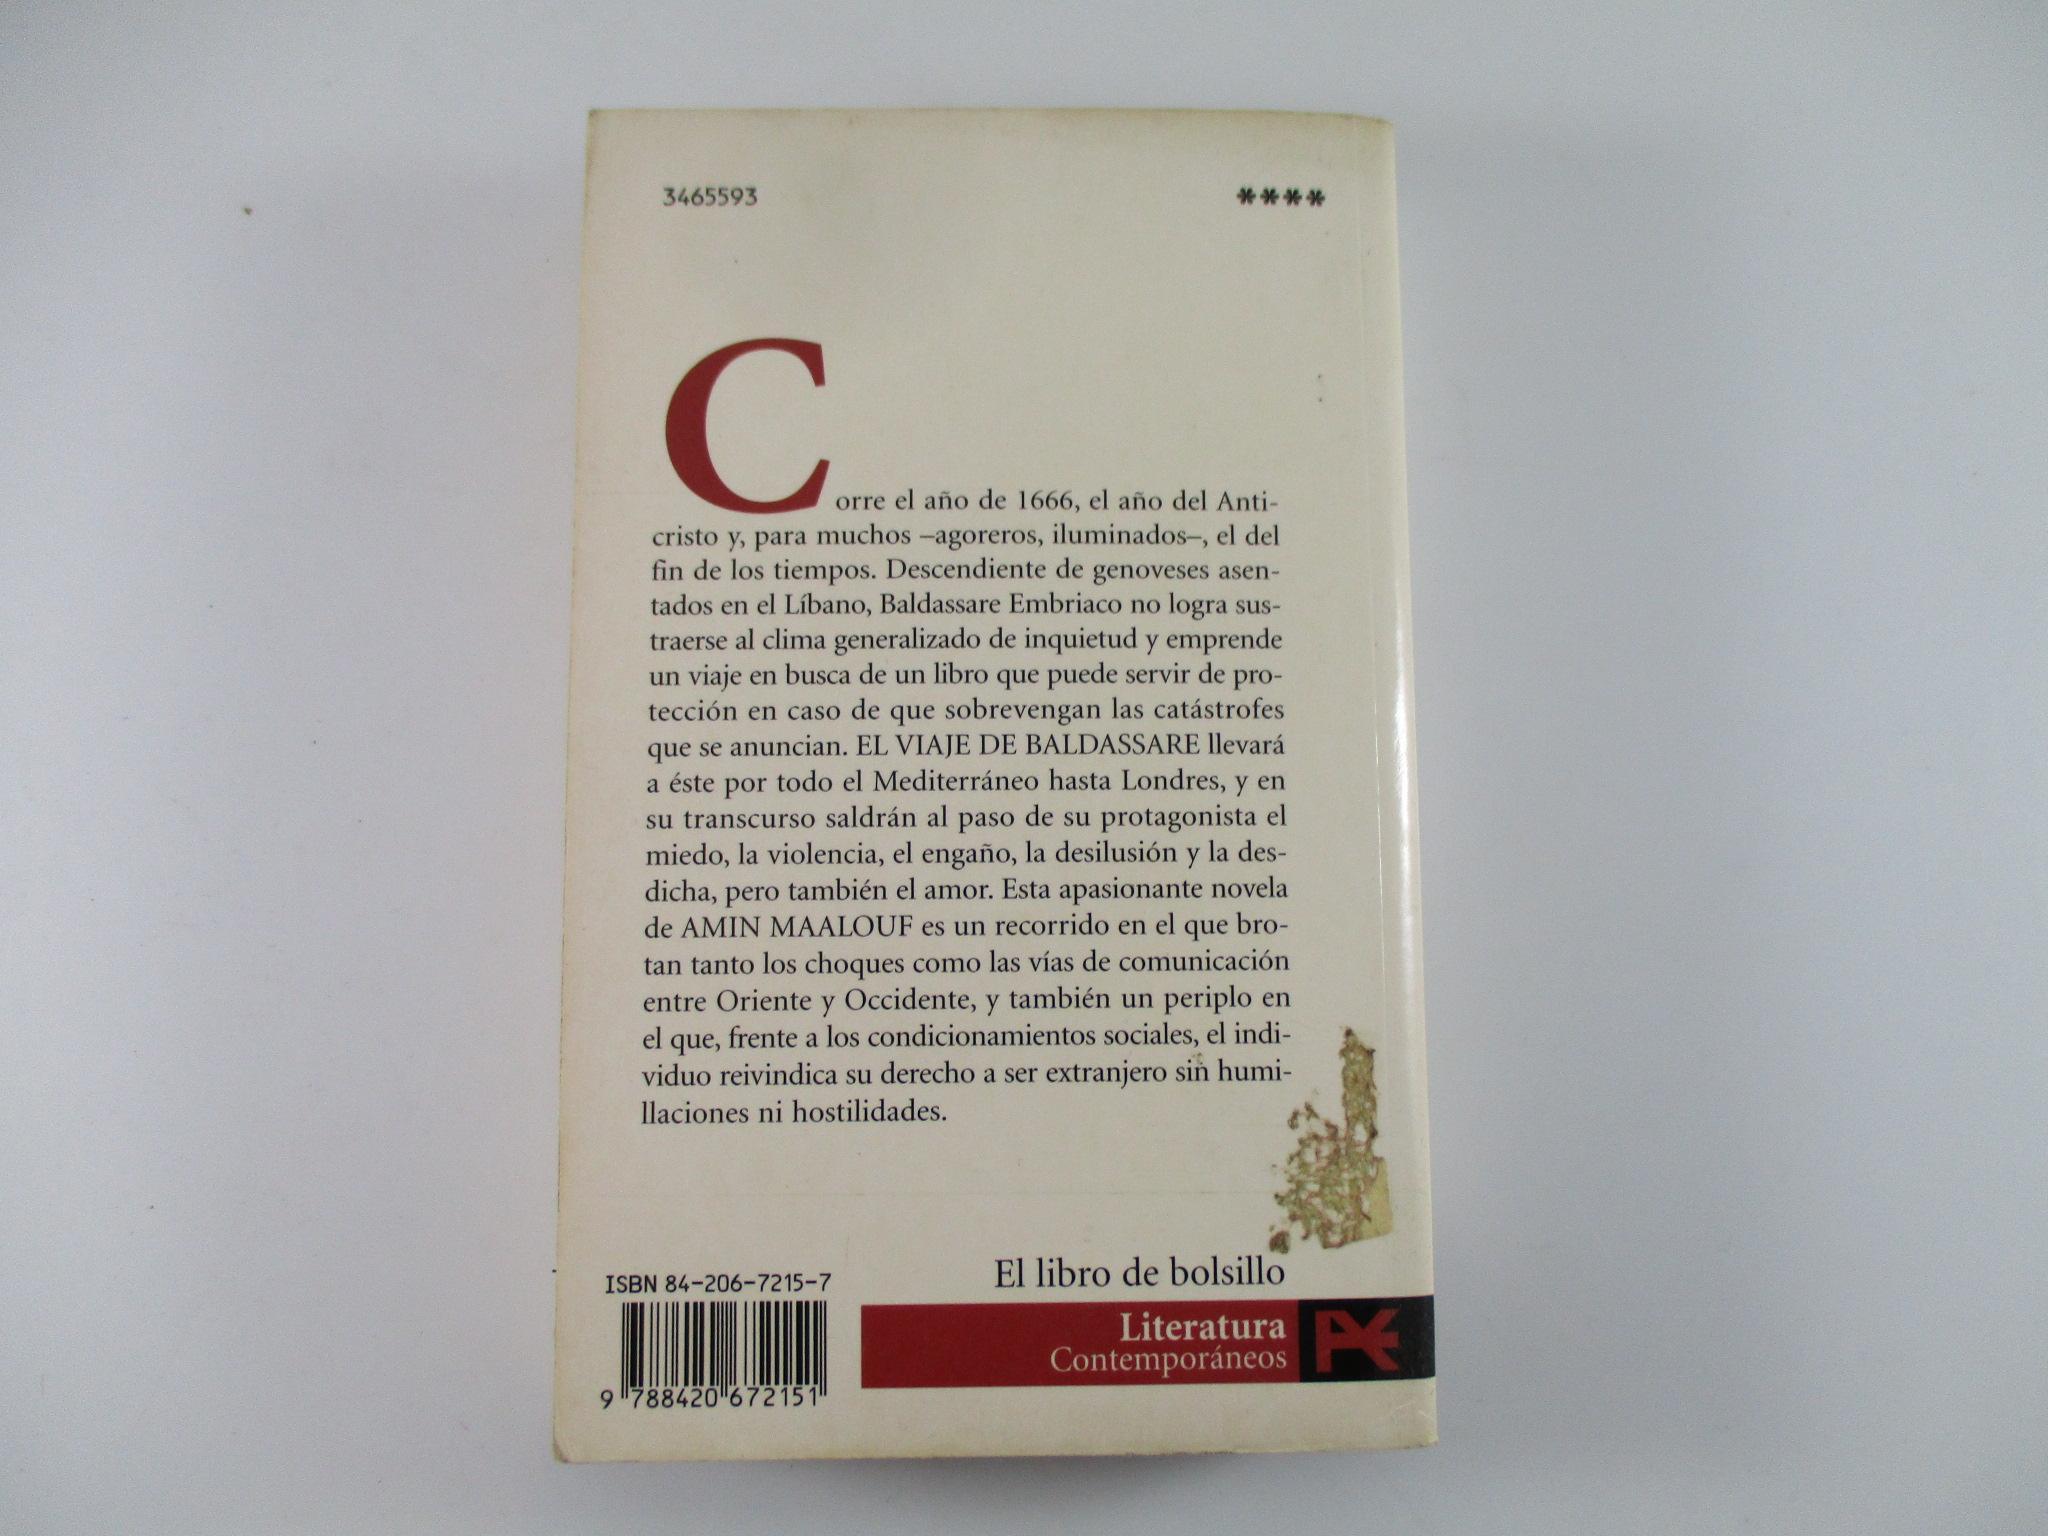 3465593 ****
Corre el año de 1666, el año del Anti-
cristo y, para muchos –agoreros, iluminados–, el del
fin de los tiempos. Descendiente de genoveses asen-
tados en el Líbano, Baldassare Embriaco no logra sus-
traerse al clima generalizado de inquietud y emprende
un viaje en busca de un libro que puede servir de pro-
tección en caso de que sobrevengan las catástrofes
que se anuncian. EL VIAJE DE BALDASSARE llevará
a éste por todo el Mediterráneo hasta Londres, y en
su transcurso saldrán al paso de su protagonista el
miedo, la violencia, el engaño, la desilusión y la des-
dicha, pero también el amor. Esta apasionante novela
de AMIN MAALOUF es un recorrido en el que bro-
tan tanto los choques como las vías de comunicación
entre Oriente y Occidente, y también un periplo en
el que, frente a los condicionamientos sociales, el indi-
viduo reivindica su derecho a ser extranjero sin humi-
llaciones ni hostilidades.
El libro de bolsillo
Literatura
Contemporáneos
ISBN 84-206-7215-7
9 788420 672151